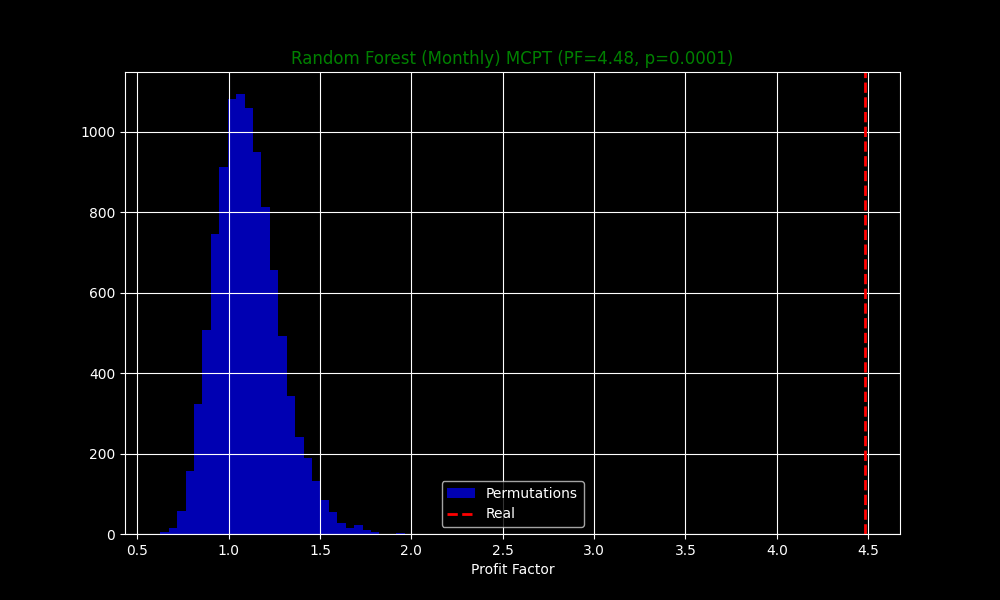 Random Forest (Monthly) MCPT (PF=4.48, p=0.0001)
1000
800
600
400
200
0
Permutations
Real
0.5 1.0 1.5 2.0 2.5 3.0 3.5 4.0 4.5
Profit Factor